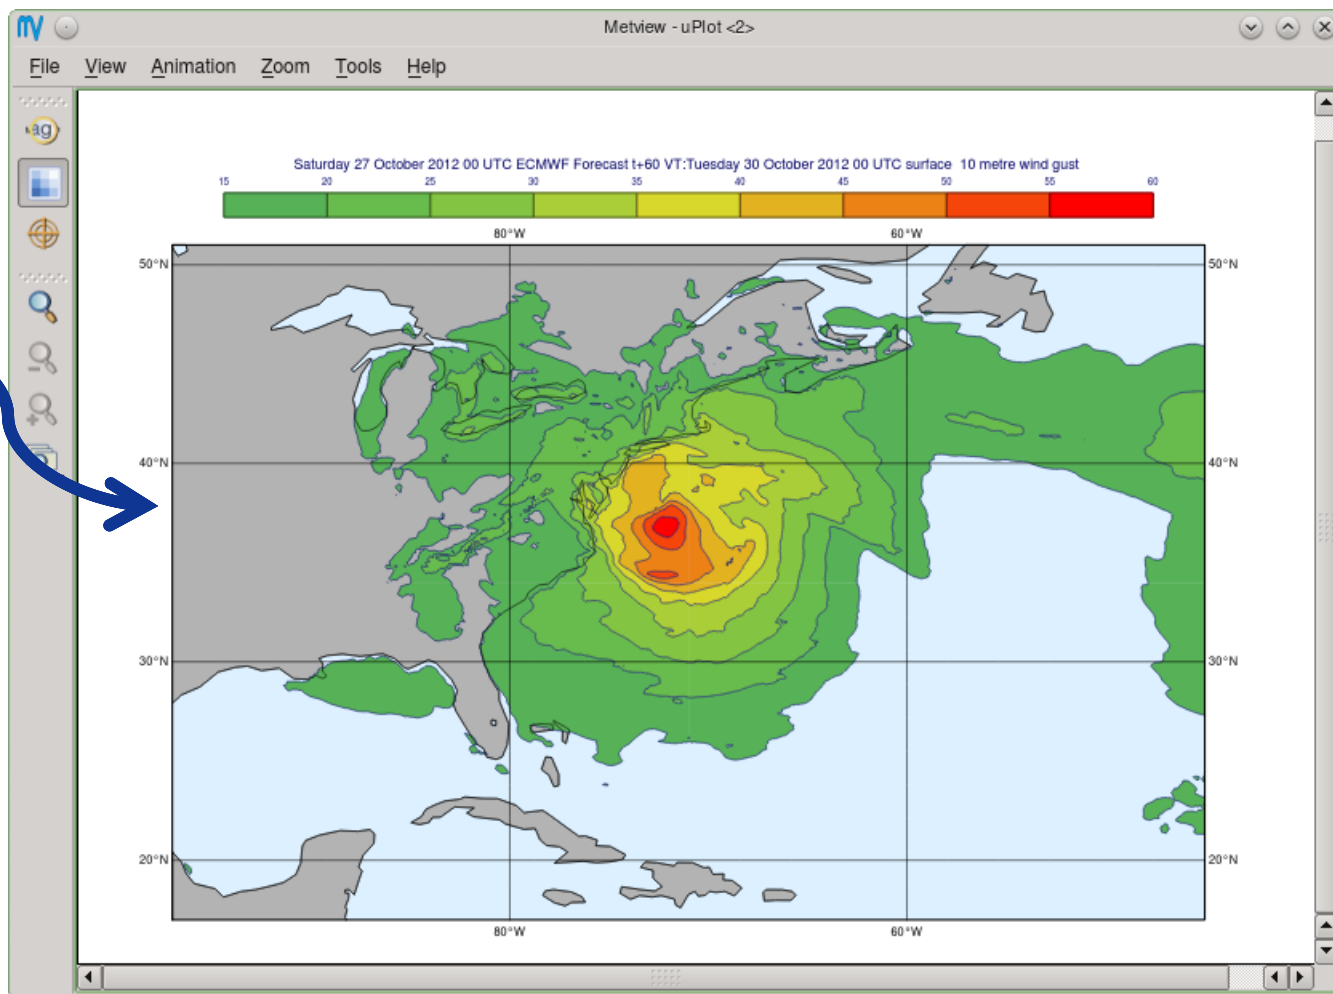 Metview - uPlot <2>
File View Animation Zoom Tools Help
ag
Saturday 27 October 2012 00 UTC ECMWF Forecast t+60 VT:Tuesday 30 October 2012 00 UTC surface 10 metre wind gust
15 20 25 30 35 40 45 50 55 60
80°W 60°W
50°N 50°N
40°N 40°N
30°N 30°N
20°N 20°N
80°W 60°W